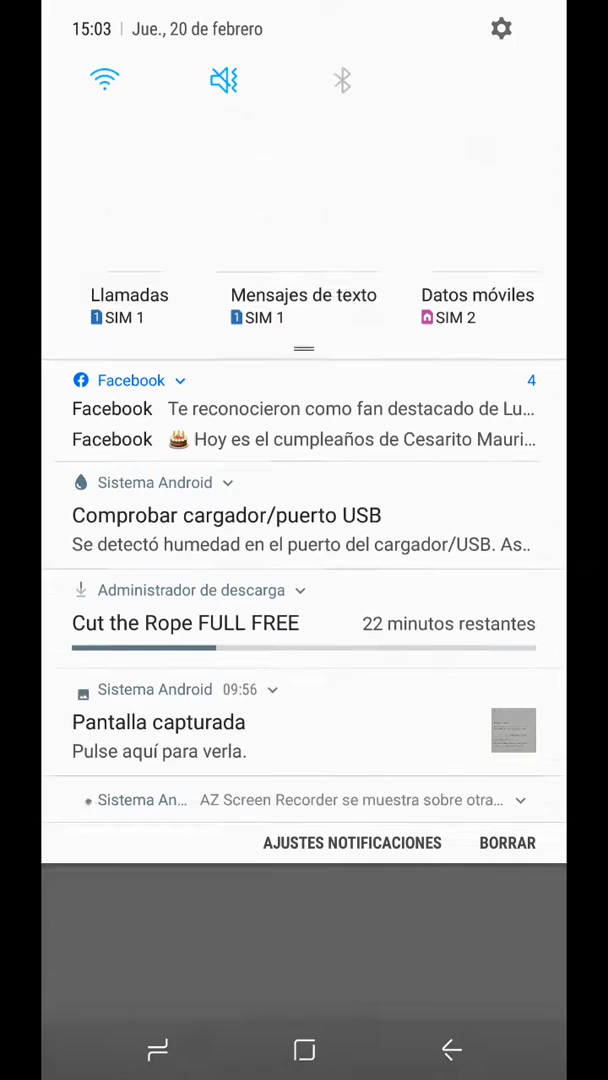 15:03 | Jue., 20 de febrero
Llamadas Mensajes de texto Datos móviles
1 SIM 1 1 SIM 1 SIM 2
Facebook 4
Facebook Te reconocieron como fan destacado de Lu...
Facebook 🎂 Hoy es el cumpleaños de Cesarito Mauri...
Sistema Android
Comprobar cargador/puerto USB
Se detectó humedad en el puerto del cargador/USB. As..
Administrador de descarga
Cut the Rope FULL FREE 22 minutos restantes
Sistema Android 09:56
Pantalla capturada
Pulse aquí para verla.
Sistema An... AZ Screen Recorder se muestra sobre otra...
AJUSTES NOTIFICACIONES BORRAR